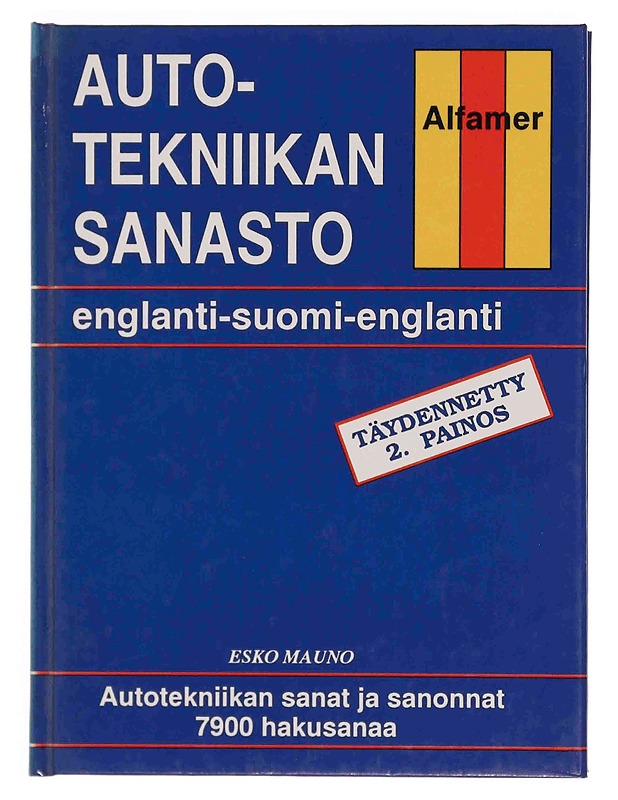 AUTO-
TEKNIIKAN
SANASTO
Alfamer
englanti-suomi-englanti
TÄYDENNETTY
2. PAINOS
ESKO MAUNO
Autotekniikan sanat ja sanonnat
7900 hakusanaa